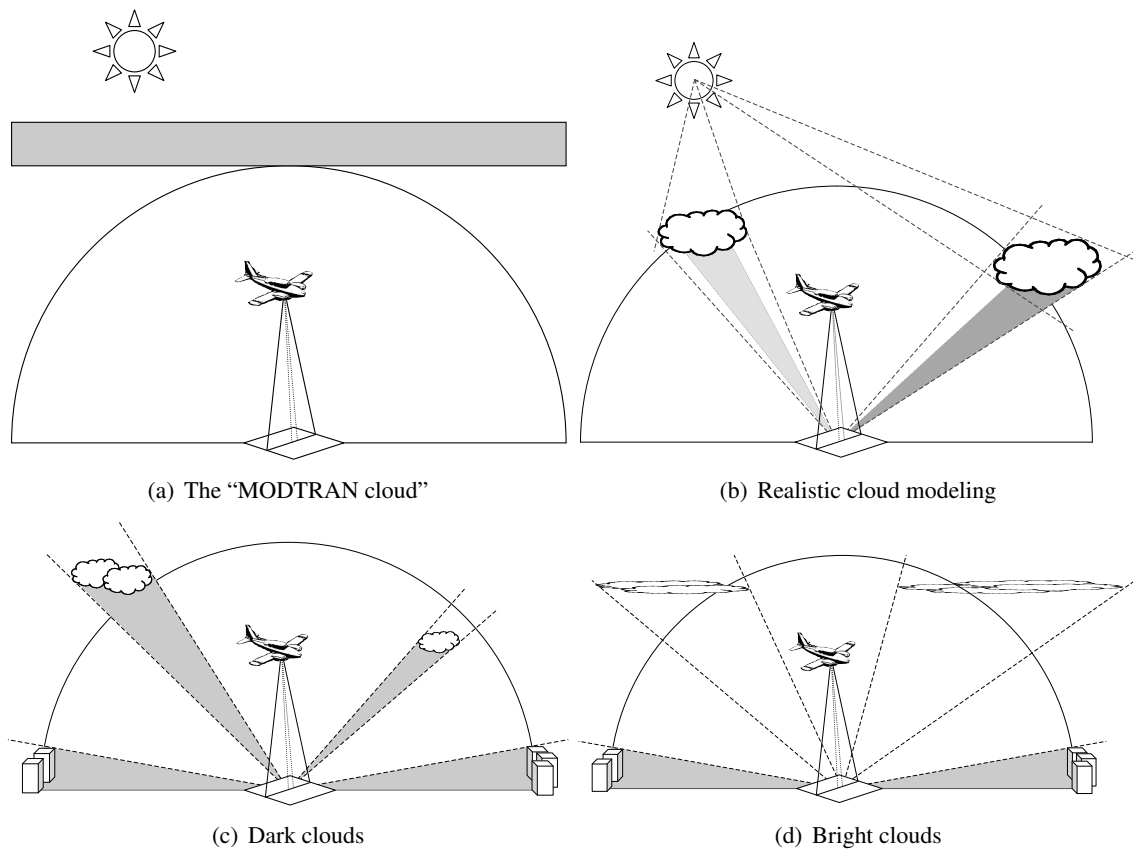 (a) The “MODTRAN cloud”
(b) Realistic cloud modeling
(c) Dark clouds
(d) Bright clouds